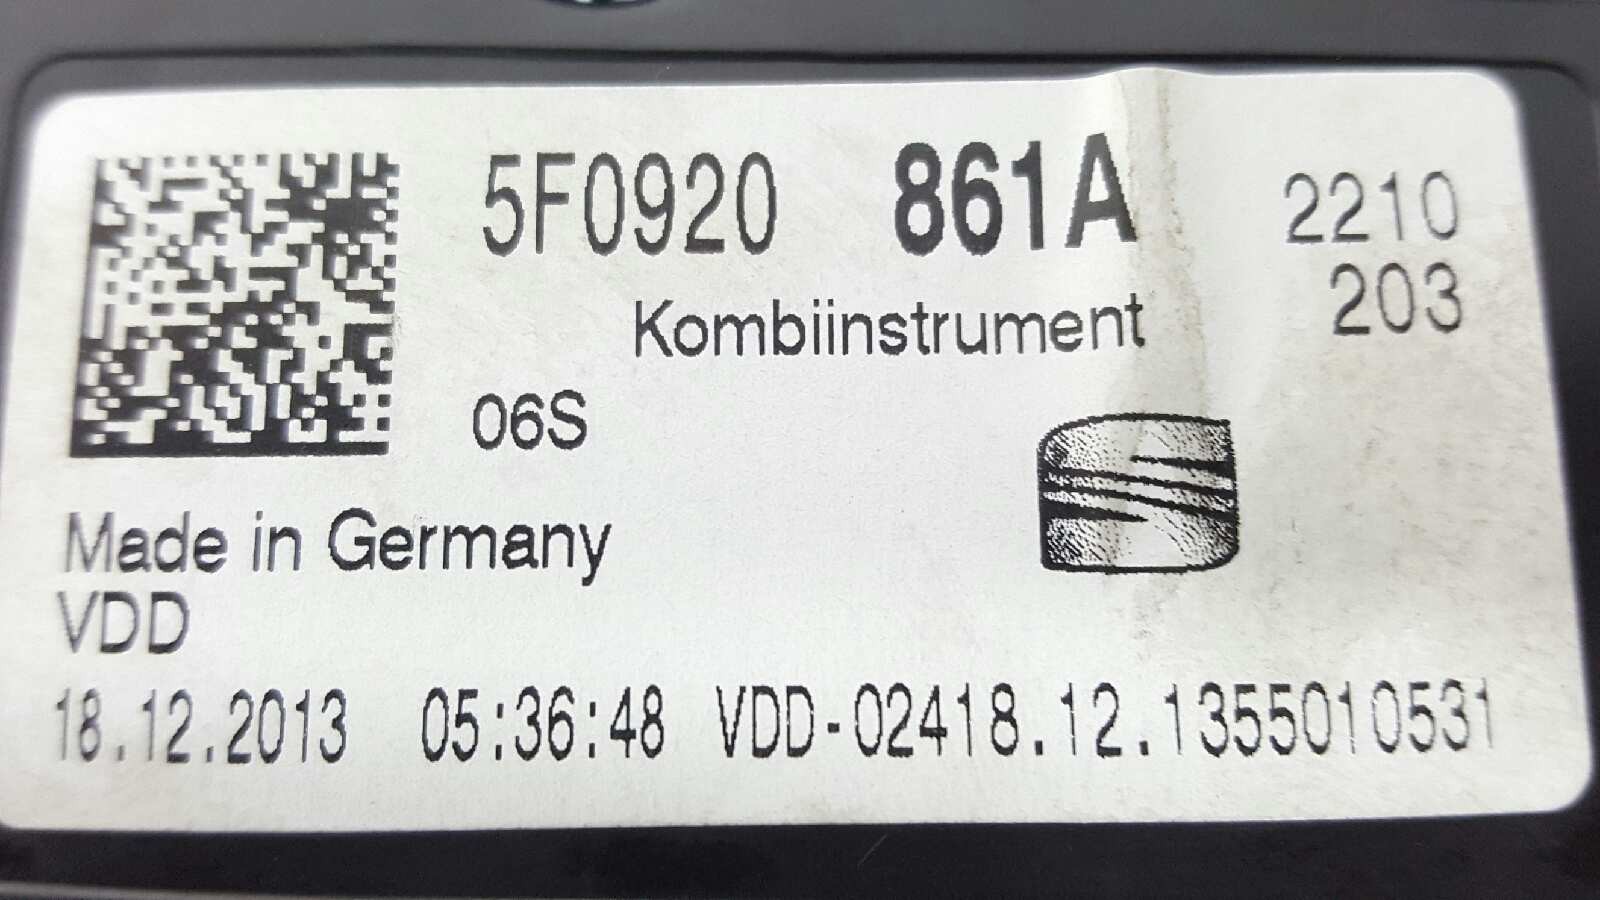 5F0920 861A 2210
203
Kombiinstrument
06S
Made in Germany
VDD
18.12.2013 05:36:48 VDD-02418.12.1355010531